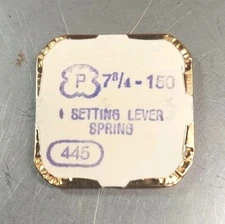 P 7¾-150
1 SETTING LEVER
SPRING
445